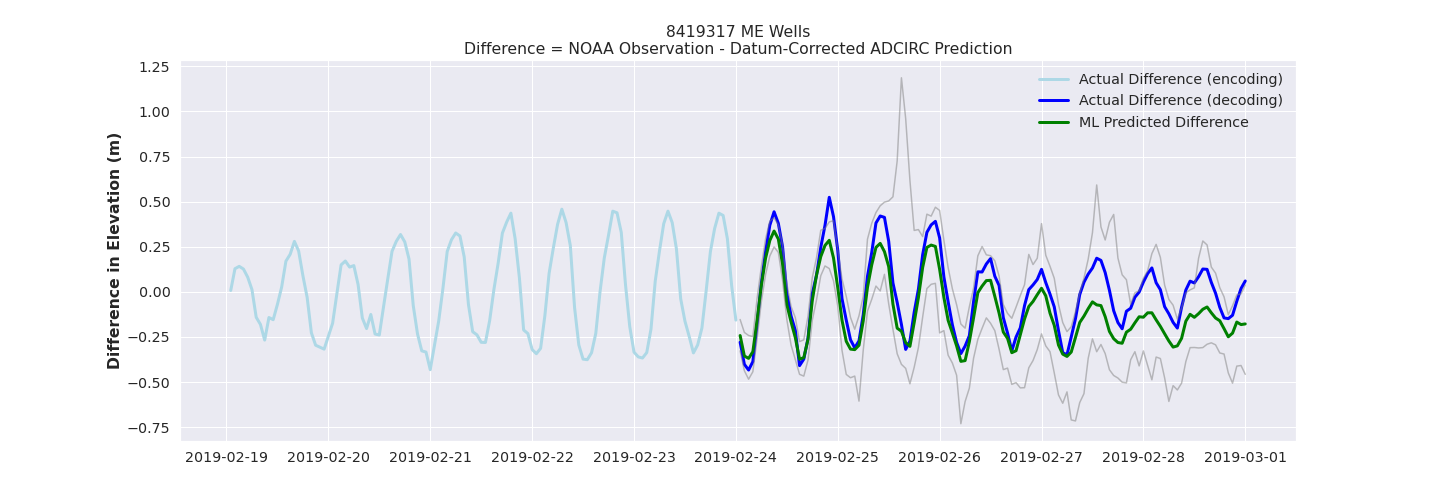 8419317 ME Wells
Difference = NOAA Observation - Datum-Corrected ADCIRC Prediction
Difference in Elevation (m)
1.25
1.00
0.75
0.50
0.25
0.00
−0.25
−0.50
−0.75
Actual Difference (encoding)
Actual Difference (decoding)
ML Predicted Difference
2019-02-19 2019-02-20 2019-02-21 2019-02-22 2019-02-23 2019-02-24 2019-02-25 2019-02-26 2019-02-27 2019-02-28 2019-03-01